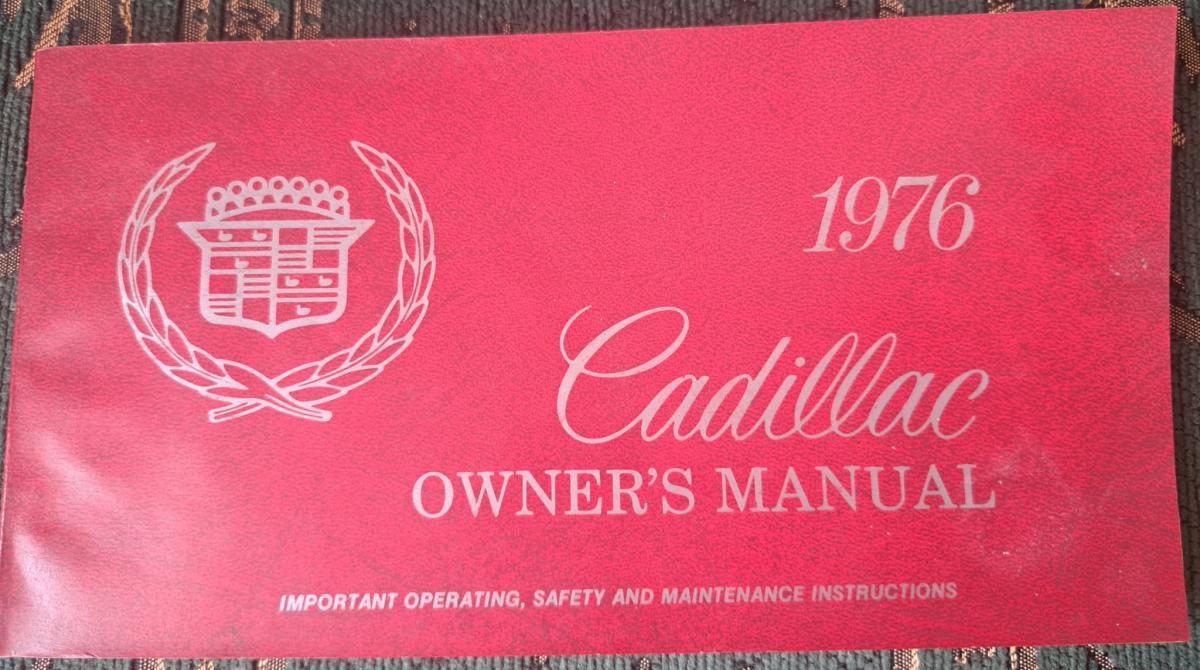 1976
Cadillac
OWNER'S MANUAL
IMPORTANT OPERATING, SAFETY AND MAINTENANCE INSTRUCTIONS